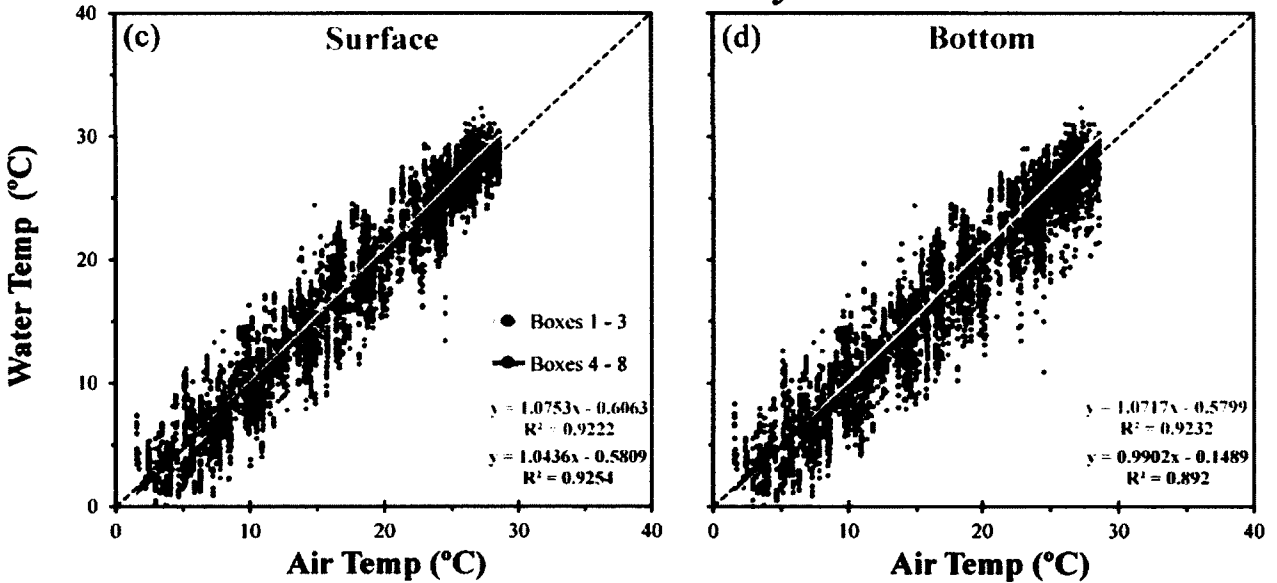 (c) Surface
(d) Bottom
Water Temp (ºC)
40
30
20
10
0
Boxes 1 - 3
Boxes 4 - 8
y = 1.0753x - 0.6063
R² = 0.9222
y = 1.0436x - 0.5809
R² = 0.9254
y = 1.0717x - 0.5799
R² = 0.9232
y = 0.9902x - 0.1489
R² = 0.892
0 10 20 30 40
0 10 20 30 40
Air Temp (ºC)
Air Temp (ºC)